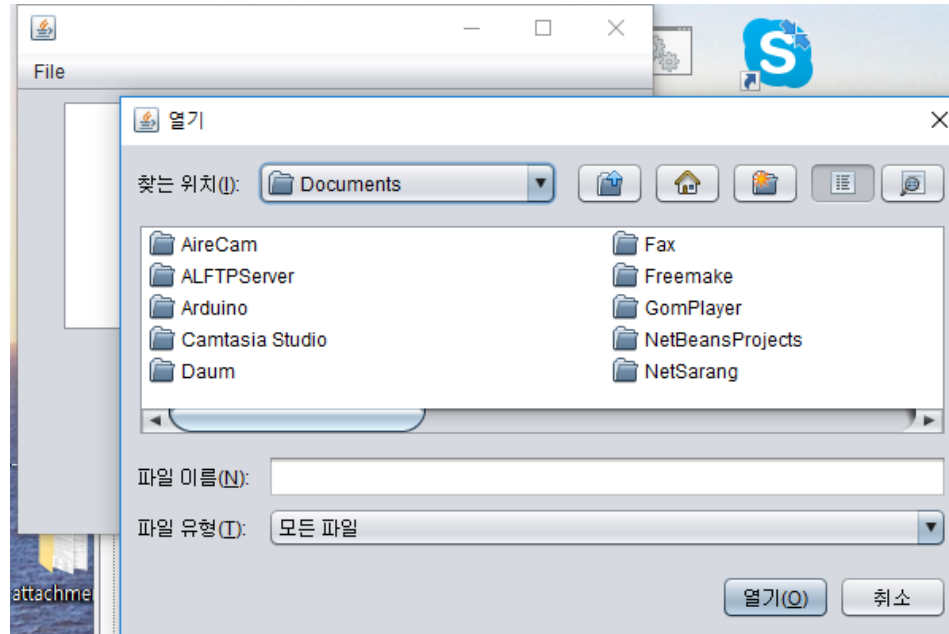 File
열기
찾는 위치(I): Documents
AireCam
ALFTPServer
Arduino
Camtasia Studio
Daum
Fax
Freemake
GomPlayer
NetBeansProjects
NetSarang
파일 이름(N):
파일 유형(T): 모든 파일
열기(O) 취소
attachme